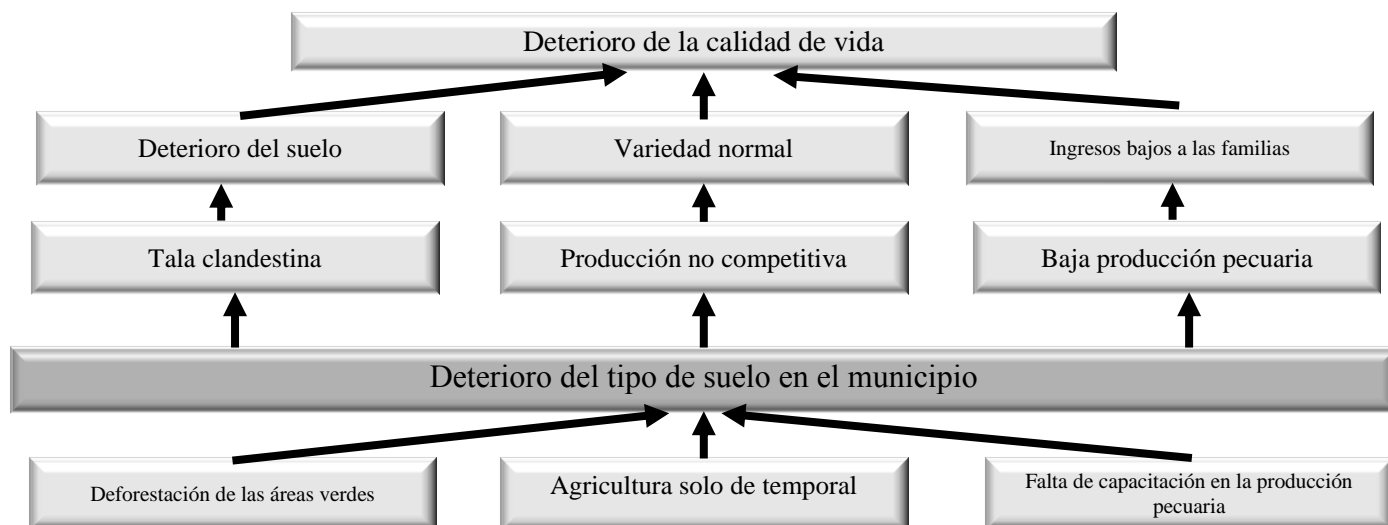 Deterioro de la calidad de vida
Deterioro del suelo
Variedad normal
Ingresos bajos a las familias
Tala clandestina
Producción no competitiva
Baja producción pecuaria
Deterioro del tipo de suelo en el municipio
Deforestación de las áreas verdes
Agricultura solo de temporal
Falta de capacitación en la producción
pecuaria